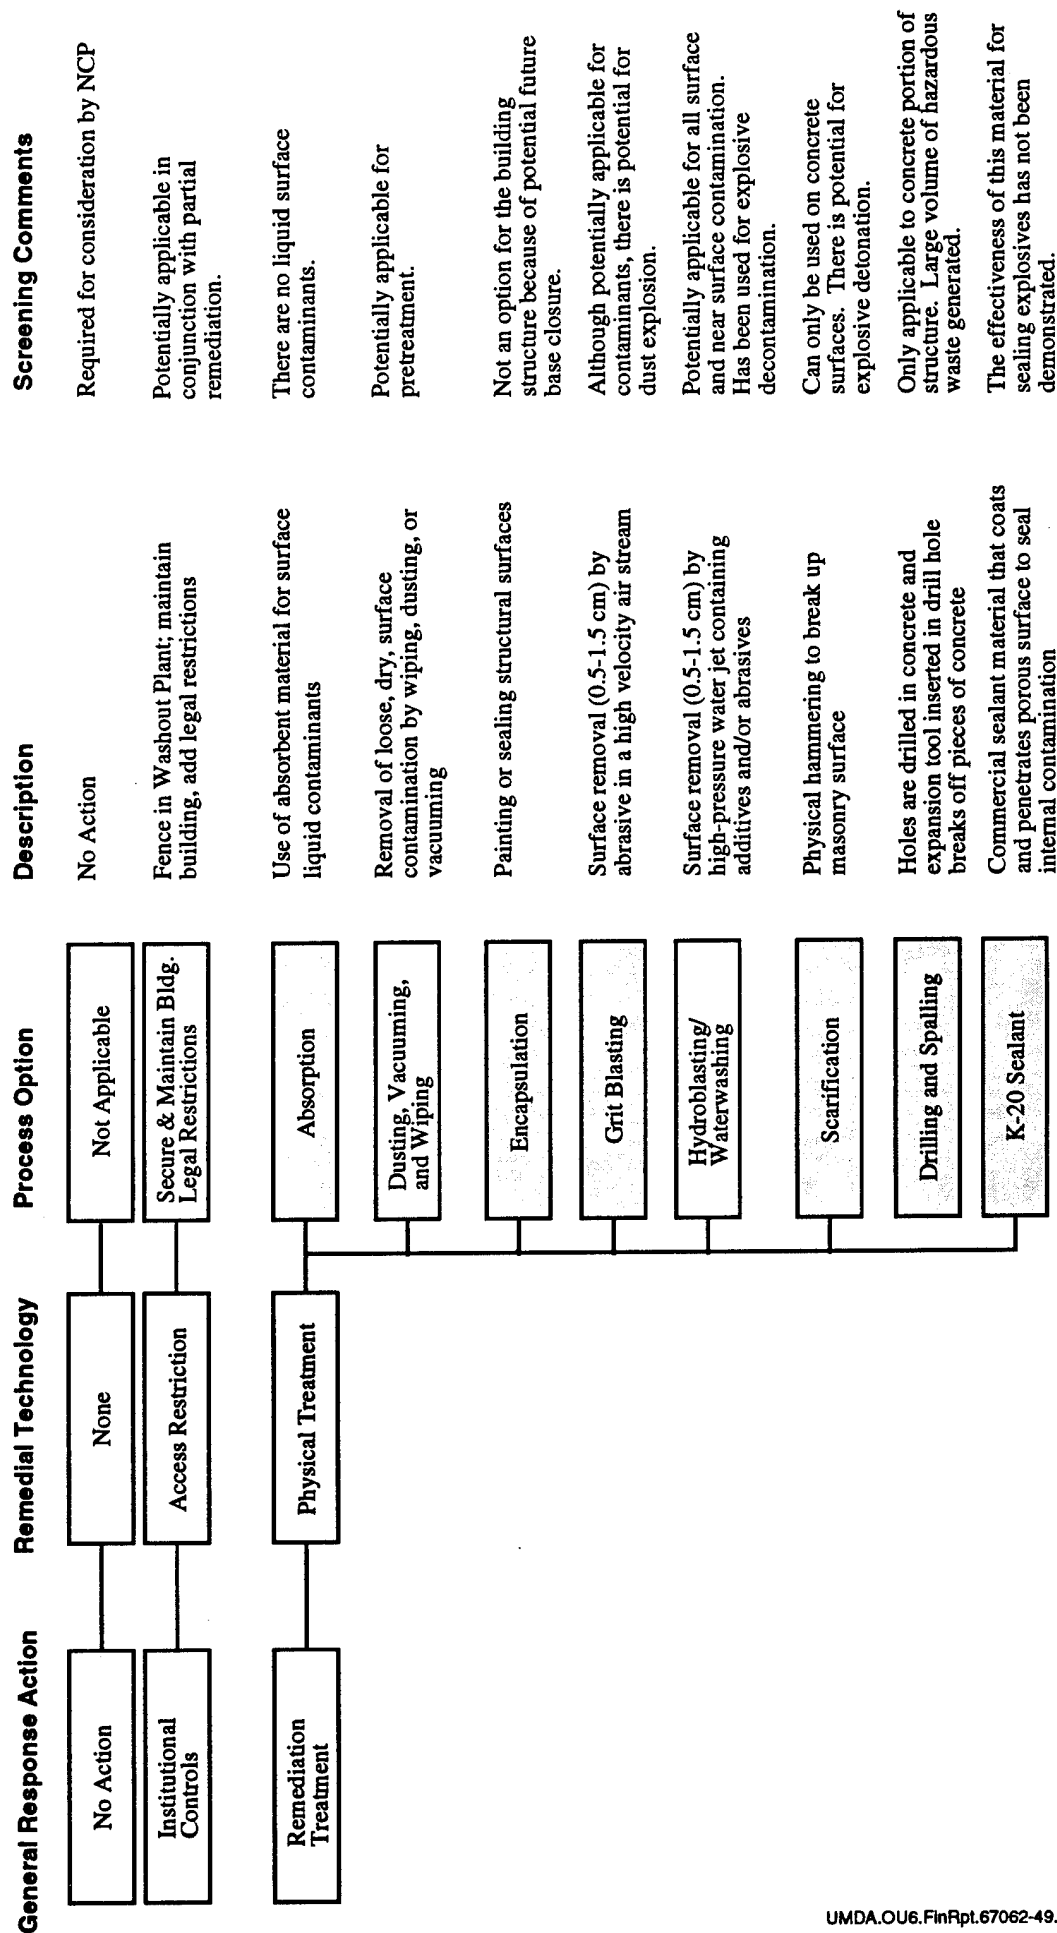 General Response Action
Remedial Technology
Process Option
Description
Screening Comments
No Action
None
Not Applicable
No Action
Required for consideration by NCP
Institutional
Controls
Access Restriction
Secure & Maintain Bldg.
Legal Restrictions
Fence in Washout Plant; maintain
building, add legal restrictions
Potentially applicable in
conjunction with partial
remediation.
Remediation
Treatment
Physical Treatment
Absorption
Use of absorbent material for surface
liquid contaminants
There are no liquid surface
contaminants.
Dusting, Vacuuming,
and Wiping
Removal of loose, dry, surface
contamination by wiping, dusting, or
vacuuming
Potentially applicable for
pretreatment.
Encapsulation
Painting or sealing structural surfaces
Not an option for the building
structure because of potential future
base closure.
Grit Blasting
Surface removal (0.5-1.5 cm) by
abrasive in a high velocity air stream
Although potentially applicable for
contaminants, there is potential for
dust explosion.
Hydroblasting/
Waterwashing
Surface removal (0.5-1.5 cm) by
high-pressure water jet containing
additives and/or abrasives
Potentially applicable for all surface
and near surface contamination.
Has been used for explosive
decontamination.
Scarification
Physical hammering to break up
masonry surface
Can only be used on concrete
surfaces. There is potential for
explosive detonation.
Drilling and Spalling
Holes are drilled in concrete and
expansion tool inserted in drill hole
breaks off pieces of concrete
Only applicable to concrete portion of
structure. Large volume of hazardous
waste generated.
K-20 Sealant
Commercial sealant material that coats
and penetrates porous surface to seal
internal contamination
The effectiveness of this material for
sealing explosives has not been
demonstrated.
UMDA.OU6.FinRpt.67062-49.